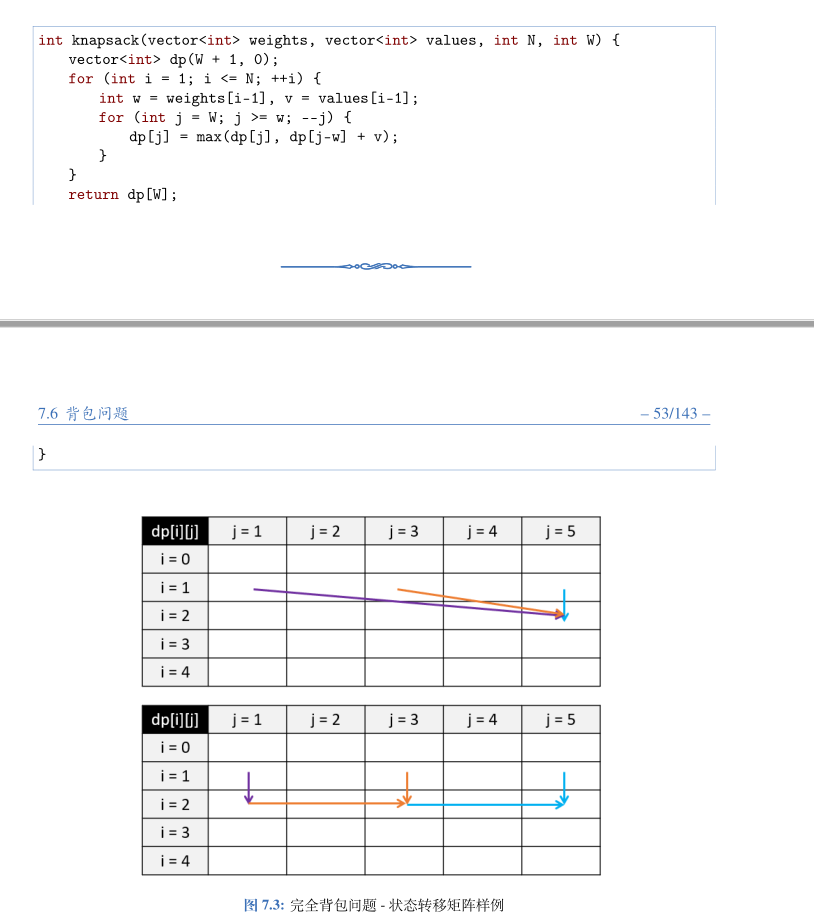 int knapsack(vector<int> weights, vector<int> values, int N, int W) {
    vector<int> dp(W + 1, 0);
    for (int i = 1; i <= N; ++i) {
        int w = weights[i-1], v = values[i-1];
        for (int j = W; j >= w; --j) {
            dp[j] = max(dp[j], dp[j-w] + v);
        }
    }
    return dp[W];
7.6 背包问题 – 53/143 –
}
dp[i][j] j = 1 j = 2 j = 3 j = 4 j = 5
i = 0
i = 1
i = 2
i = 3
i = 4
dp[i][j] j = 1 j = 2 j = 3 j = 4 j = 5
i = 0
i = 1
i = 2
i = 3
i = 4
图 7.3: 完全背包问题 - 状态转移矩阵样例